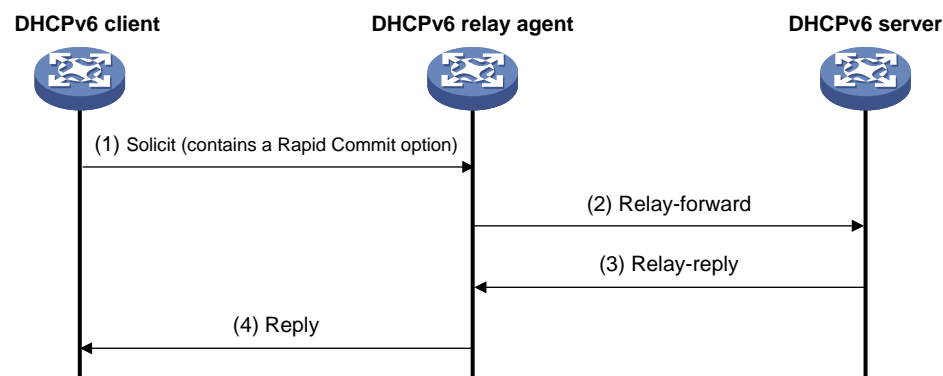 DHCPv6 client
DHCPv6 relay agent
DHCPv6 server
(1) Solicit (contains a Rapid Commit option)
(2) Relay-forward
(3) Relay-reply
(4) Reply